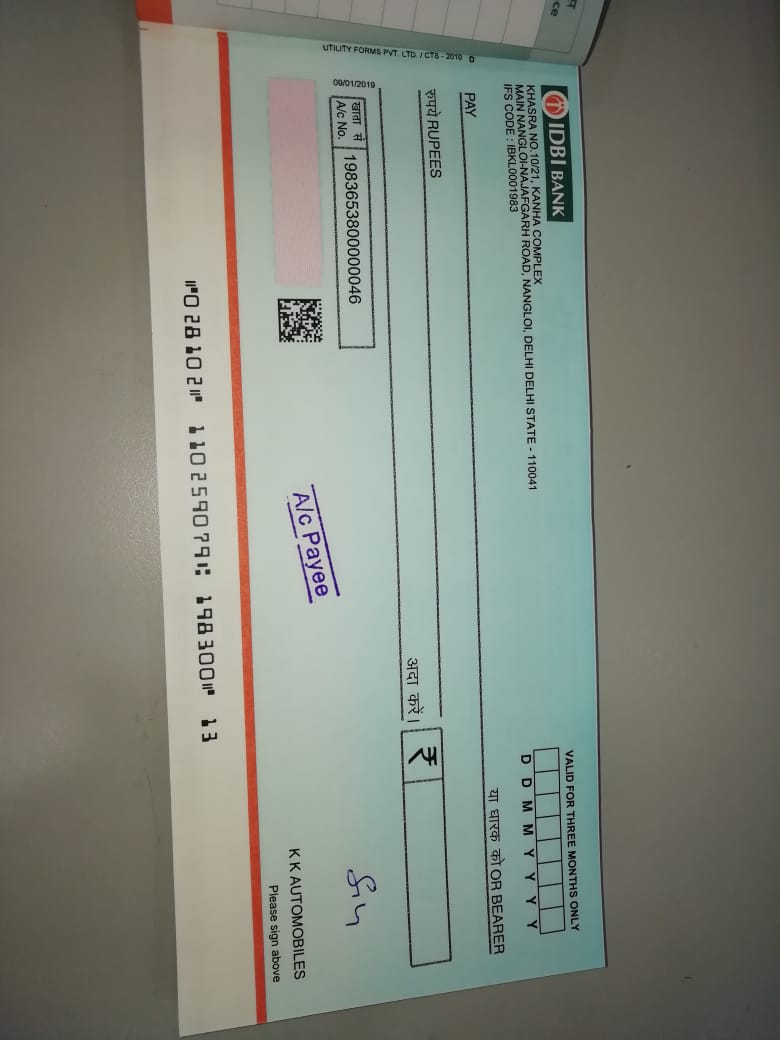 IDBI BANK
KHASRA NO.10/21, KANHA COMPLEX
MAIN NANGLOI-NAJAFGARH ROAD, NANGLOI, DELHI DELHI STATE - 110041
IFS CODE : IBKL0001983
VALID FOR THREE MONTHS ONLY
D D M M Y Y Y Y
PAY
या धारक को OR BEARER
रुपये RUPEES
अदा करें।
₹
09/01/2019
खाता सं
A/c No.
1983653800000046
A/c Payee
K K AUTOMOBILES
Please sign above
UTILITY FORMS PVT. LTD. / CTS - 2010 D
⑈028102⑈ 110259079⑆ 198300⑈ 13